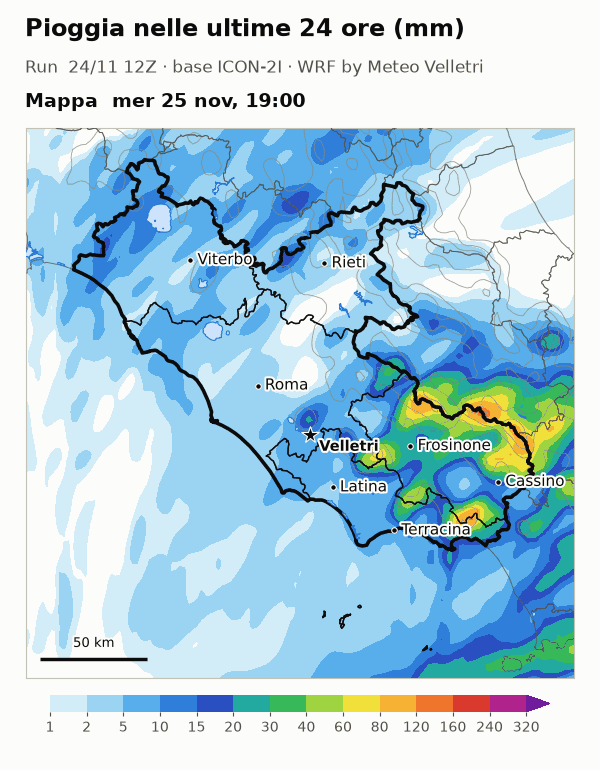 Pioggia nelle ultime 24 ore (mm)
Run  24/11 12Z · base ICON-2I · WRF by Meteo Velletri
Mappa  mer 25 nov, 19:00
Viterbo
Rieti
Roma
Velletri
Frosinone
Latina
Cassino
Terracina
50 km
1 2 5 10 15 20 30 40 60 80 120 160 240 320